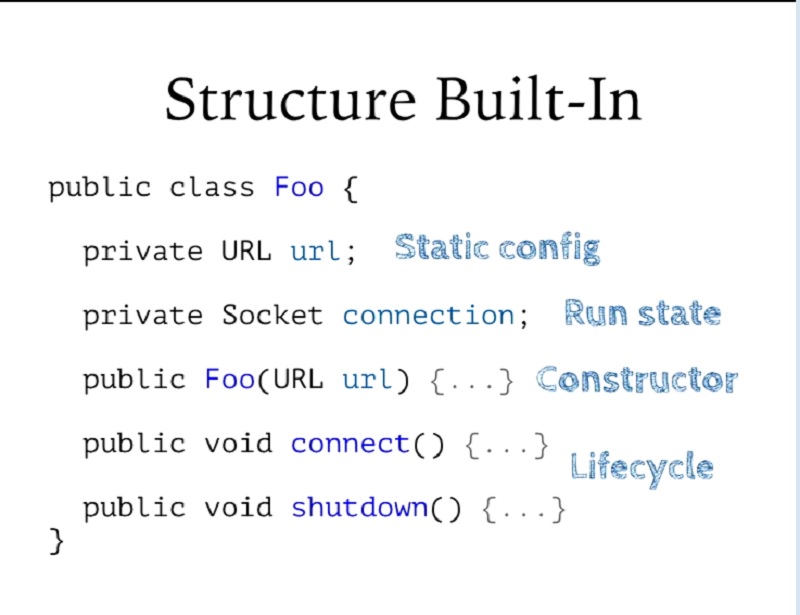 Structure Built-In
public class Foo {
private URL url; Static config
private Socket connection; Run state
public Foo(URL url) {...} Constructor
public void connect() {...}
Lifecycle
public void shutdown() {...}
}